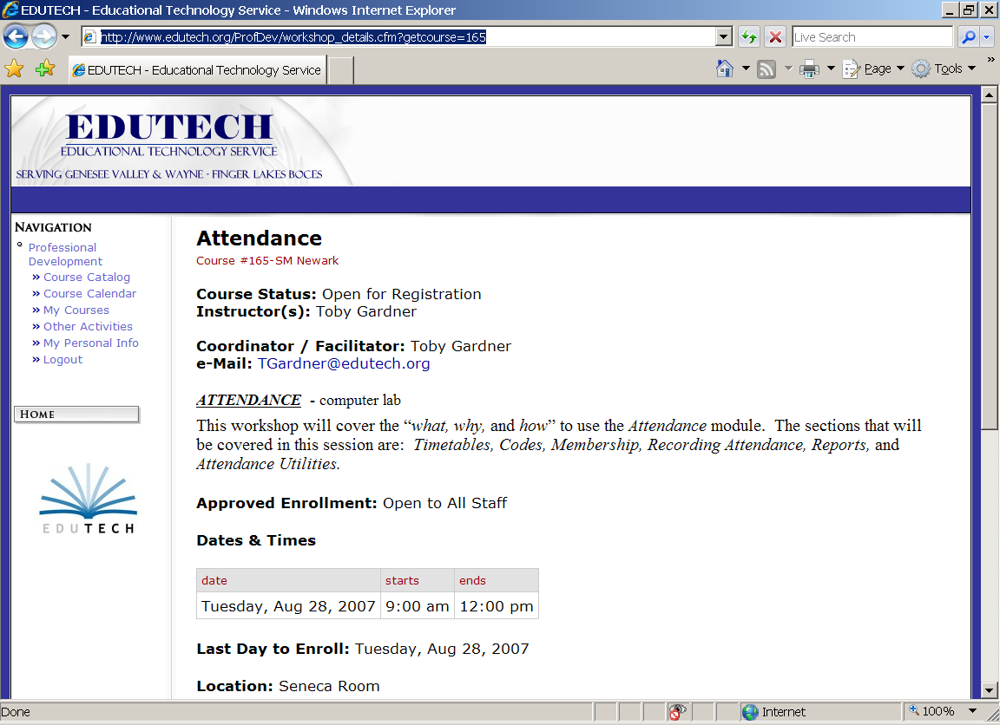 EDUTECH - Educational Technology Service - Windows Internet Explorer
http://www.edutech.org/ProfDev/workshop_details.cfm?getcourse=165
Live Search
EDUTECH - Educational Technology Service
Page
Tools
»
EDUTECH
EDUCATIONAL TECHNOLOGY SERVICE
SERVING GENESEE VALLEY & WAYNE - FINGER LAKES BOCES
NAVIGATION
Professional
Development
» Course Catalog
» Course Calendar
» My Courses
» Other Activities
» My Personal Info
» Logout
HOME
EDUTECH
Attendance
Course #165-SM Newark
Course Status: Open for Registration
Instructor(s): Toby Gardner
Coordinator / Facilitator: Toby Gardner
e-Mail: TGardner@edutech.org
ATTENDANCE - computer lab
This workshop will cover the “what, why, and how” to use the Attendance module. The sections that will
be covered in this session are: Timetables, Codes, Membership, Recording Attendance, Reports, and
Attendance Utilities.
Approved Enrollment: Open to All Staff
Dates & Times
date starts ends
Tuesday, Aug 28, 2007 9:00 am 12:00 pm
Last Day to Enroll: Tuesday, Aug 28, 2007
Location: Seneca Room
Done
Internet
100%